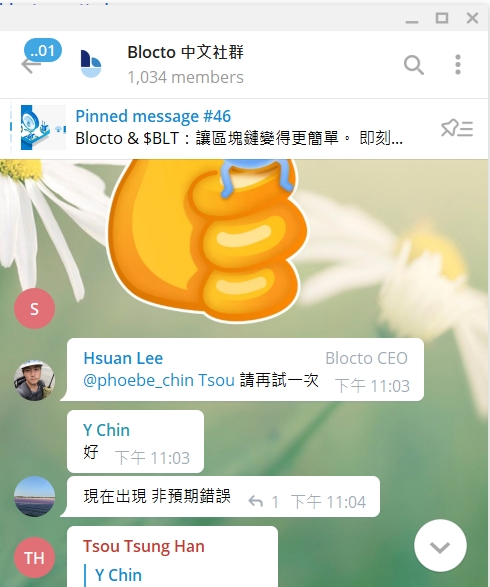 ..01
Blocto 中文社群
1,034 members
Pinned message #46
Blocto & $BLT：讓區塊鏈變得更簡單。 即刻...
S
Hsuan Lee Blocto CEO
@phoebe_chin Tsou 請再試一次 下午 11:03
Y Chin
好 下午 11:03
現在出現 非預期錯誤 1 下午 11:04
TH
Tsou Tsung Han
Y Chin